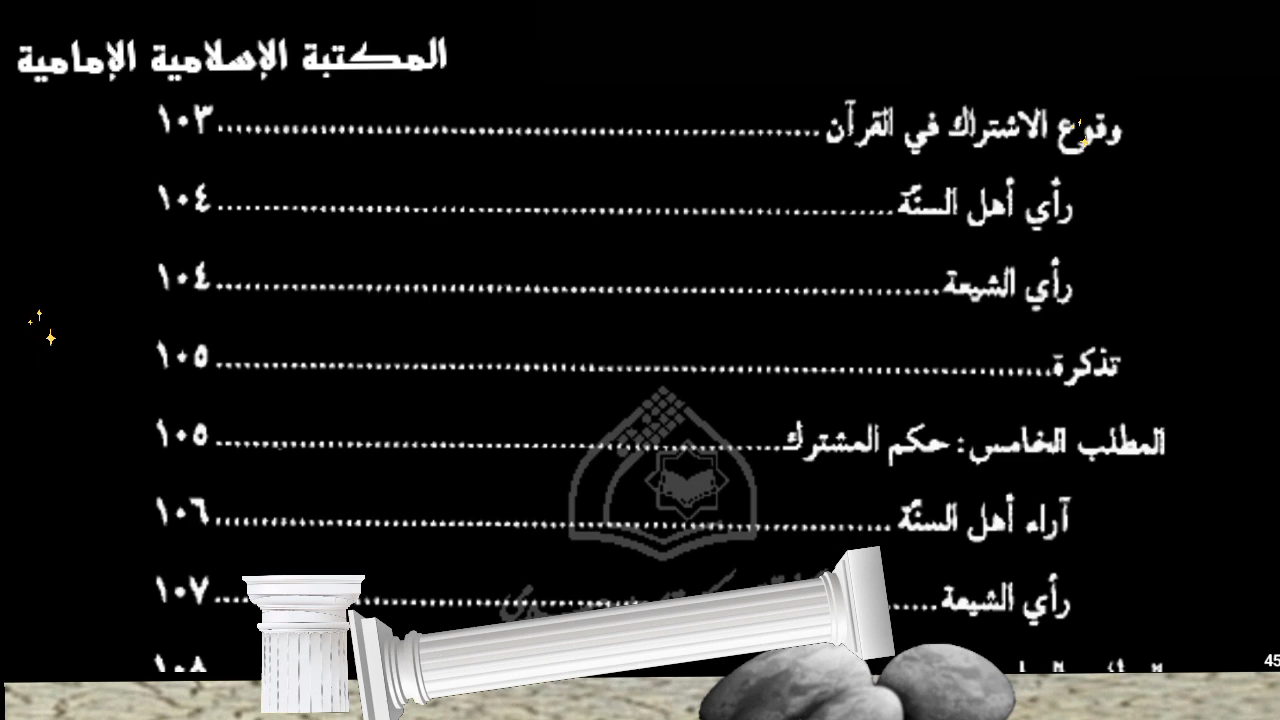 المكتبة الإسلامية الإمامية
وقوع الاشتراك في القرآن ١٠٣
رأي أهل السنّة ١٠٤
رأي الشيعة ١٠٤
تذكرة ١٠٥
المطلب الخامس: حكم المشترك ١٠٥
آراء أهل السنّة ١٠٦
رأي الشيعة ١٠٧
١٠٨
45